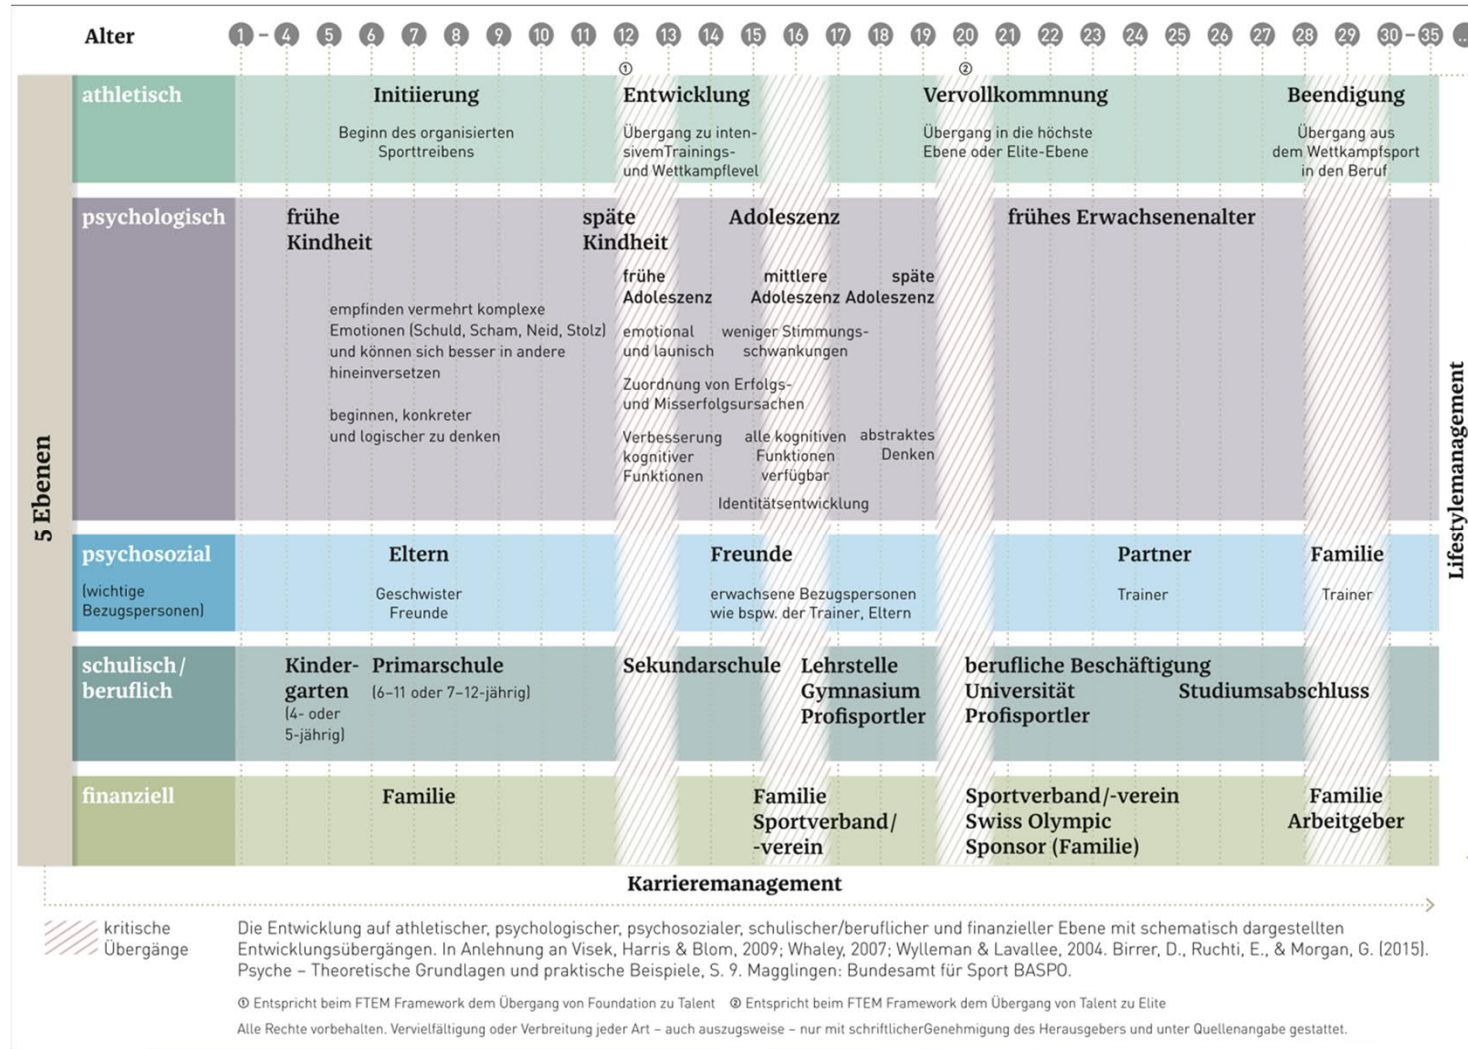 Alter 1 – 4 5 6 7 8 9 10 11 12 13 14 15 16 17 18 19 20 21 22 23 24 25 26 27 28 29 30 – 35 ...
① ②
5 Ebenen
athletisch
Initiierung
Beginn des organisierten
Sporttreibens
Entwicklung
Übergang zu inten-
sivemTrainings-
und Wettkampflevel
Vervollkommnung
Übergang in die höchste
Ebene oder Elite-Ebene
Beendigung
Übergang aus
dem Wettkampfsport
in den Beruf
psychologisch
frühe
Kindheit
empfinden vermehrt komplexe
Emotionen (Schuld, Scham, Neid, Stolz)
und können sich besser in andere
hineinversetzen
beginnen, konkreter
und logischer zu denken
späte
Kindheit
Adoleszenz
frühe
Adoleszenz
mittlere
Adoleszenz
späte
Adoleszenz
emotional
und launisch
weniger Stimmungs-
schwankungen
Zuordnung von Erfolgs-
und Misserfolgsursachen
Verbesserung
kognitiver
Funktionen
alle kognitiven
Funktionen
verfügbar
abstraktes
Denken
Identitätsentwicklung
frühes Erwachsenenalter
psychosozial
(wichtige
Bezugspersonen)
Eltern
Geschwister
Freunde
Freunde
erwachsene Bezugspersonen
wie bspw. der Trainer, Eltern
Partner
Trainer
Familie
Trainer
schulisch/
beruflich
Kinder-
garten
(4- oder
5-jährig)
Primarschule
(6–11 oder 7–12-jährig)
Sekundarschule
Lehrstelle
Gymnasium
Profisportler
berufliche Beschäftigung
Universität
Profisportler
Studiumsabschluss
finanziell
Familie
Familie
Sportverband/
-verein
Sportverband/-verein
Swiss Olympic
Sponsor (Familie)
Familie
Arbeitgeber
Lifestylemanagement
Karrieremanagement
kritische
Übergänge
Die Entwicklung auf athletischer, psychologischer, psychosozialer, schulischer/beruflicher und finanzieller Ebene mit schematisch dargestellten
Entwicklungsübergängen. In Anlehnung an Visek, Harris & Blom, 2009; Whaley, 2007; Wylleman & Lavallee, 2004. Birrer, D., Ruchti, E., & Morgan, G. (2015).
Psyche – Theoretische Grundlagen und praktische Beispiele, S. 9. Magglingen: Bundesamt für Sport BASPO.
① Entspricht beim FTEM Framework dem Übergang von Foundation zu Talent ② Entspricht beim FTEM Framework dem Übergang von Talent zu Elite
Alle Rechte vorbehalten. Vervielfältigung oder Verbreitung jeder Art – auch auszugsweise – nur mit schriftlicherGenehmigung des Herausgebers und unter Quellenangabe gestattet.